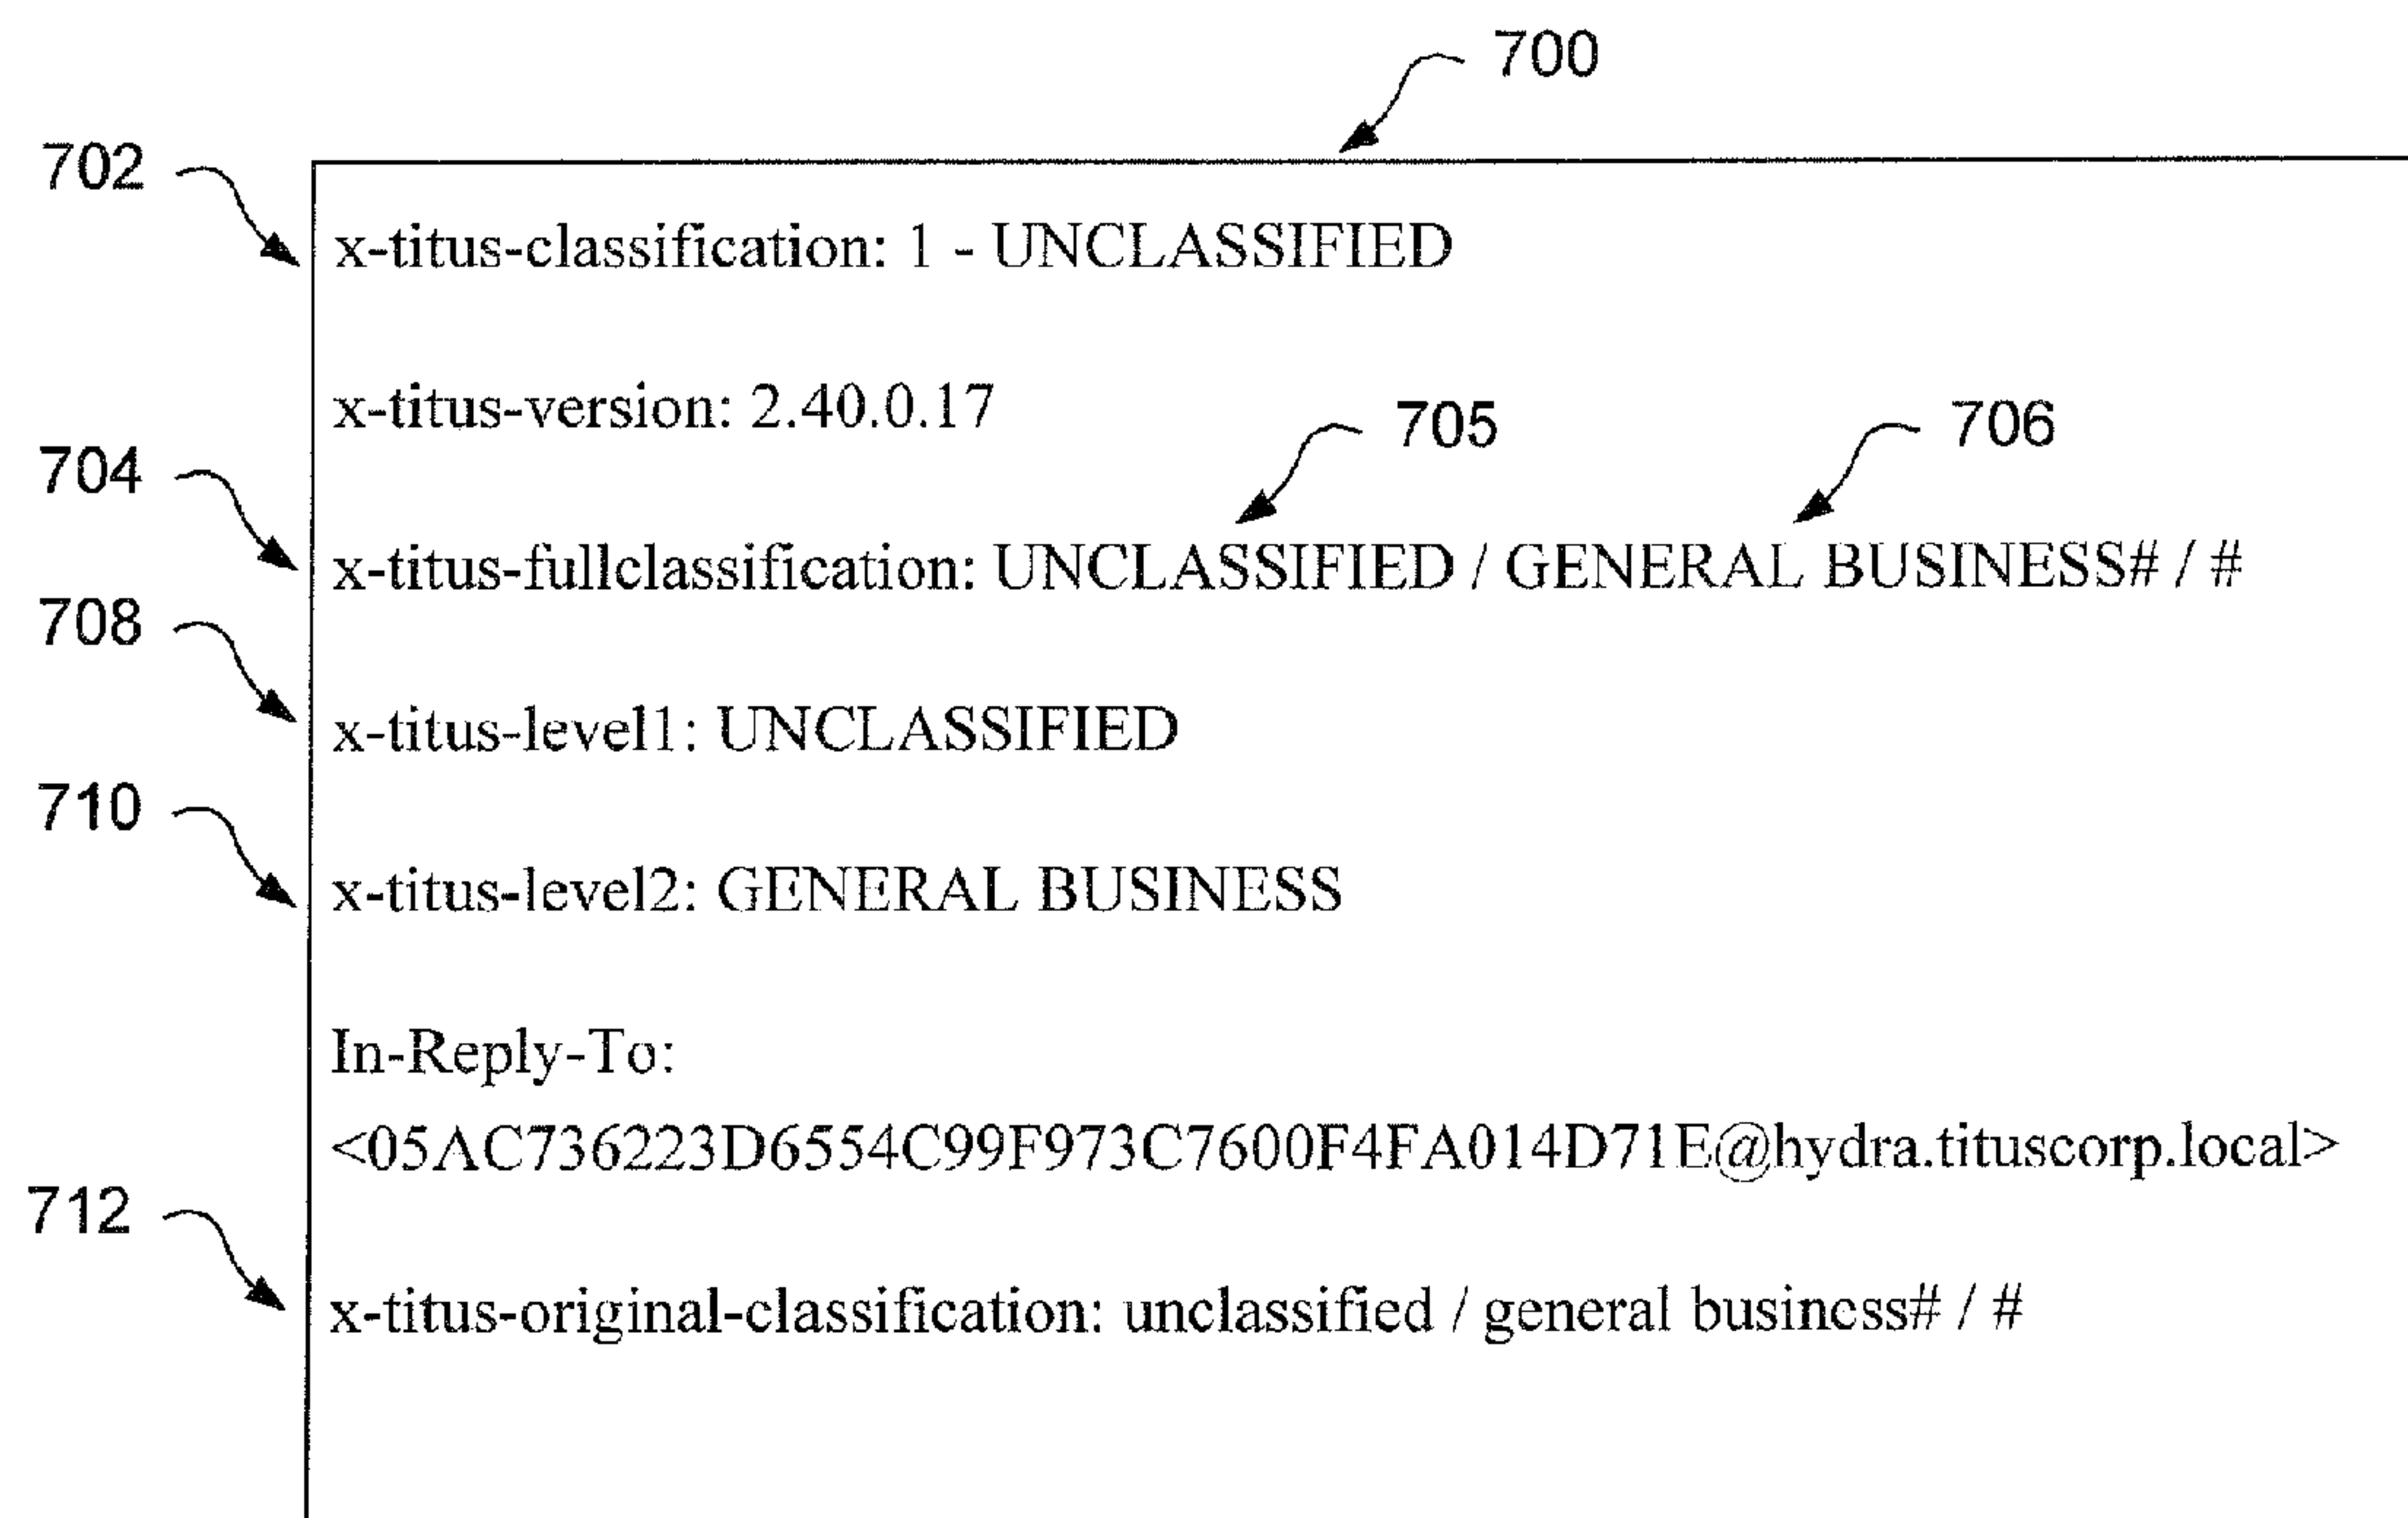 700
702
x-titus-classification: 1 - UNCLASSIFIED
x-titus-version: 2.40.0.17
705
706
704
x-titus-fullclassification: UNCLASSIFIED / GENERAL BUSINESS# / #
708
x-titus-level1: UNCLASSIFIED
710
x-titus-level2: GENERAL BUSINESS
In-Reply-To:
<05AC736223D6554C99F973C7600F4FA014D71E@hydra.tituscorp.local>
712
x-titus-original-classification: unclassified / general business# / #